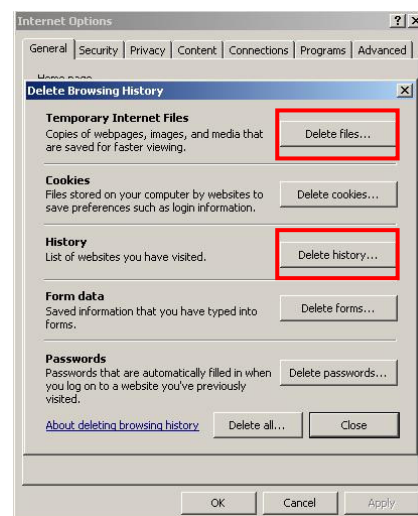 Internet Options
General Security Privacy Content Connections Programs Advanced
Home page
Delete Browsing History
Temporary Internet Files
Copies of webpages, images, and media that
are saved for faster viewing.
Delete files...
Cookies
Files stored on your computer by websites to
save preferences such as login information.
Delete cookies...
History
List of websites you have visited.
Delete history...
Form data
Saved information that you have typed into
forms.
Delete forms...
Passwords
Passwords that are automatically filled in when
you log on to a website you've previously
visited.
Delete passwords...
About deleting browsing history Delete all... Close
OK Cancel Apply